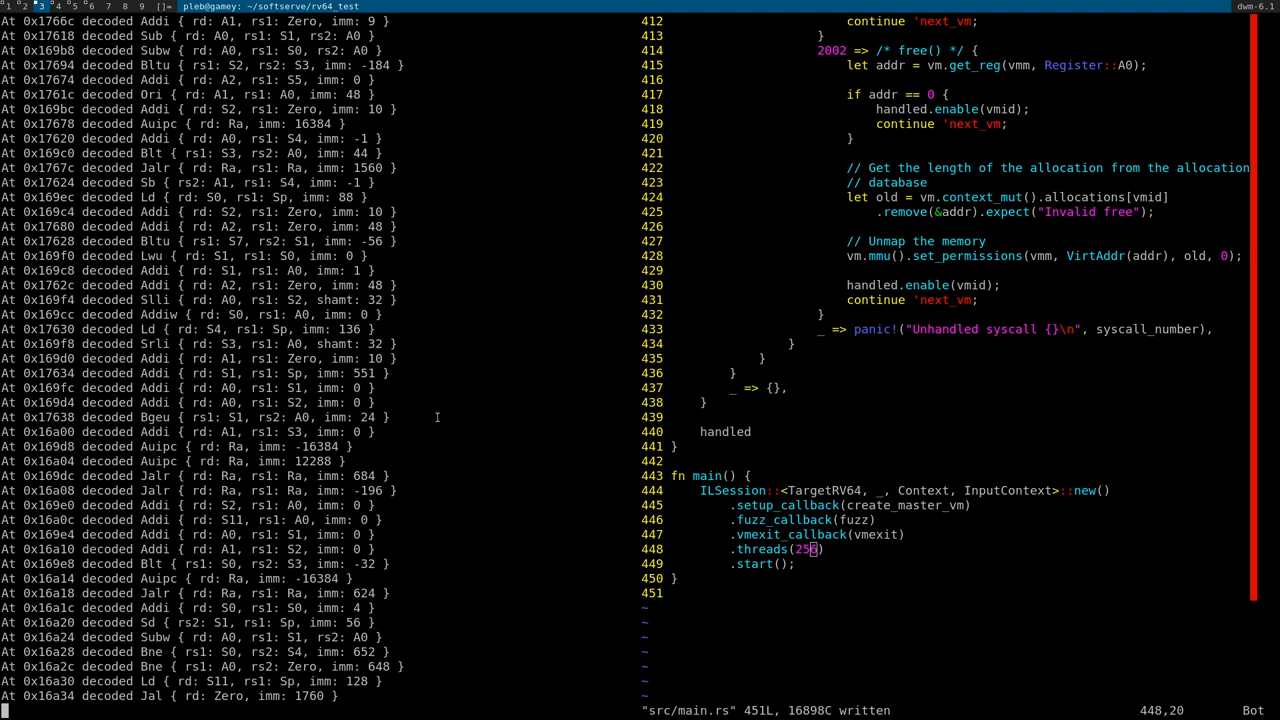 1 2 3 4 5 6 7 8 9 []= pleb@gamey: ~/softserve/rv64_test dwm-6.1
At 0x1766c decoded Addi { rd: A1, rs1: Zero, imm: 9 }
At 0x17618 decoded Sub { rd: A0, rs1: S1, rs2: A0 }
At 0x169b8 decoded Subw { rd: A0, rs1: S0, rs2: A0 }
At 0x17694 decoded Bltu { rs1: S2, rs2: S3, imm: -184 }
At 0x17674 decoded Addi { rd: A2, rs1: S5, imm: 0 }
At 0x1761c decoded Ori { rd: A1, rs1: A0, imm: 48 }
At 0x169bc decoded Addi { rd: S2, rs1: Zero, imm: 10 }
At 0x17678 decoded Auipc { rd: Ra, imm: 16384 }
At 0x17620 decoded Addi { rd: A0, rs1: S4, imm: -1 }
At 0x169c0 decoded Blt { rs1: S3, rs2: A0, imm: 44 }
At 0x1767c decoded Jalr { rd: Ra, rs1: Ra, imm: 1560 }
At 0x17624 decoded Sb { rs2: A1, rs1: S4, imm: -1 }
At 0x169ec decoded Ld { rd: S0, rs1: Sp, imm: 88 }
At 0x169c4 decoded Addi { rd: S2, rs1: Zero, imm: 10 }
At 0x17680 decoded Addi { rd: A2, rs1: Zero, imm: 48 }
At 0x17628 decoded Bltu { rs1: S7, rs2: S1, imm: -56 }
At 0x169f0 decoded Lwu { rd: S1, rs1: S0, imm: 0 }
At 0x169c8 decoded Addi { rd: S1, rs1: A0, imm: 1 }
At 0x1762c decoded Addi { rd: A2, rs1: Zero, imm: 48 }
At 0x169f4 decoded Slli { rd: A0, rs1: S2, shamt: 32 }
At 0x169cc decoded Addiw { rd: S0, rs1: A0, imm: 0 }
At 0x17630 decoded Ld { rd: S4, rs1: Sp, imm: 136 }
At 0x169f8 decoded Srli { rd: S3, rs1: A0, shamt: 32 }
At 0x169d0 decoded Addi { rd: A1, rs1: Zero, imm: 10 }
At 0x17634 decoded Addi { rd: S1, rs1: Sp, imm: 551 }
At 0x169fc decoded Addi { rd: A0, rs1: S1, imm: 0 }
At 0x169d4 decoded Addi { rd: A0, rs1: S2, imm: 0 }
At 0x17638 decoded Bgeu { rs1: S1, rs2: A0, imm: 24 }
At 0x16a00 decoded Addi { rd: A1, rs1: S3, imm: 0 }
At 0x169d8 decoded Auipc { rd: Ra, imm: -16384 }
At 0x16a04 decoded Auipc { rd: Ra, imm: 12288 }
At 0x169dc decoded Jalr { rd: Ra, rs1: Ra, imm: 684 }
At 0x16a08 decoded Jalr { rd: Ra, rs1: Ra, imm: -196 }
At 0x169e0 decoded Addi { rd: S2, rs1: A0, imm: 0 }
At 0x16a0c decoded Addi { rd: S11, rs1: A0, imm: 0 }
At 0x169e4 decoded Addi { rd: A0, rs1: S1, imm: 0 }
At 0x16a10 decoded Addi { rd: A1, rs1: S2, imm: 0 }
At 0x169e8 decoded Blt { rs1: S0, rs2: S3, imm: -32 }
At 0x16a14 decoded Auipc { rd: Ra, imm: -16384 }
At 0x16a18 decoded Jalr { rd: Ra, rs1: Ra, imm: 624 }
At 0x16a1c decoded Addi { rd: S0, rs1: S0, imm: 4 }
At 0x16a20 decoded Sd { rs2: S1, rs1: Sp, imm: 56 }
At 0x16a24 decoded Subw { rd: A0, rs1: S1, rs2: A0 }
At 0x16a28 decoded Bne { rs1: S0, rs2: S4, imm: 652 }
At 0x16a2c decoded Bne { rs1: A0, rs2: Zero, imm: 648 }
At 0x16a30 decoded Ld { rd: S11, rs1: Sp, imm: 128 }
At 0x16a34 decoded Jal { rd: Zero, imm: 1760 }
412 continue 'next_vm;
413 }
414 2002 => /* free() */ {
415 let addr = vm.get_reg(vmm, Register::A0);
416
417 if addr == 0 {
418 handled.enable(vmid);
419 continue 'next_vm;
420 }
421
422 // Get the length of the allocation from the allocation
423 // database
424 let old = vm.context_mut().allocations[vmid]
425 .remove(&addr).expect("Invalid free");
426
427 // Unmap the memory
428 vm.mmu().set_permissions(vmm, VirtAddr(addr), old, 0);
429
430 handled.enable(vmid);
431 continue 'next_vm;
432 }
433 _ => panic!("Unhandled syscall {}\n", syscall_number),
434 }
435 }
436 }
437 _ => {},
438 }
439
440 handled
441 }
442
443 fn main() {
444 ILSession::<TargetRV64, _, Context, InputContext>::new()
445 .setup_callback(create_master_vm)
446 .fuzz_callback(fuzz)
447 .vmexit_callback(vmexit)
448 .threads(256)
449 .start();
450 }
451
~
~
~
~
~
~
~
"src/main.rs" 451L, 16898C written 448,20 Bot